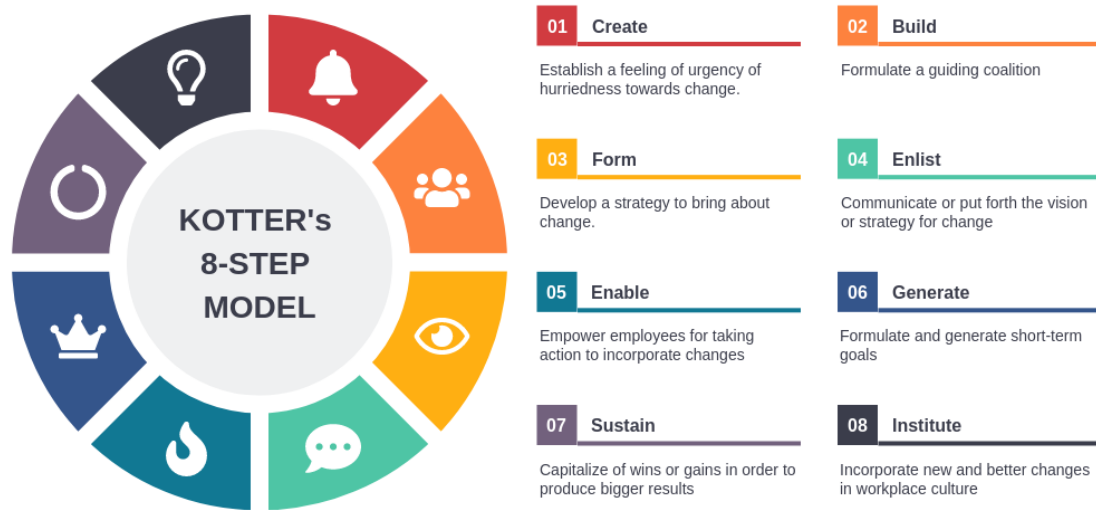 KOTTER's
8-STEP
MODEL
01 Create
Establish a feeling of urgency of
hurriedness towards change.
02 Build
Formulate a guiding coalition
03 Form
Develop a strategy to bring about
change.
04 Enlist
Communicate or put forth the vision
or strategy for change
05 Enable
Empower employees for taking
action to incorporate changes
06 Generate
Formulate and generate short-term
goals
07 Sustain
Capitalize of wins or gains in order to
produce bigger results
08 Institute
Incorporate new and better changes
in workplace culture